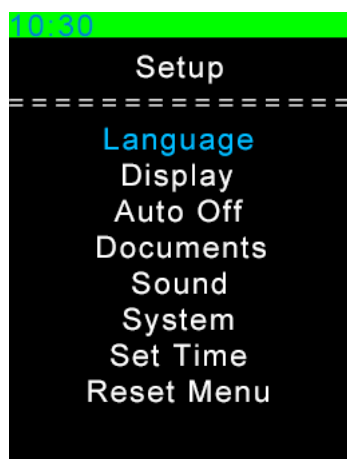 10:30
Setup
= = = = = = = = = = = = = = = =
Language
Display
Auto Off
Documents
Sound
System
Set Time
Reset Menu